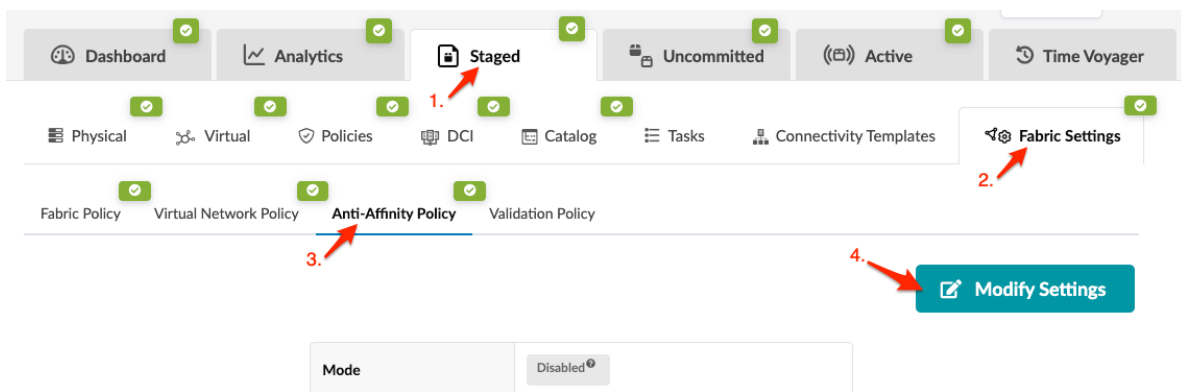 Dashboard Analytics Staged Uncommitted Active Time Voyager
1.
Physical Virtual Policies DCI Catalog Tasks Connectivity Templates Fabric Settings
2.
Fabric Policy Virtual Network Policy Anti-Affinity Policy Validation Policy
3.
4.
Modify Settings
Mode Disabled